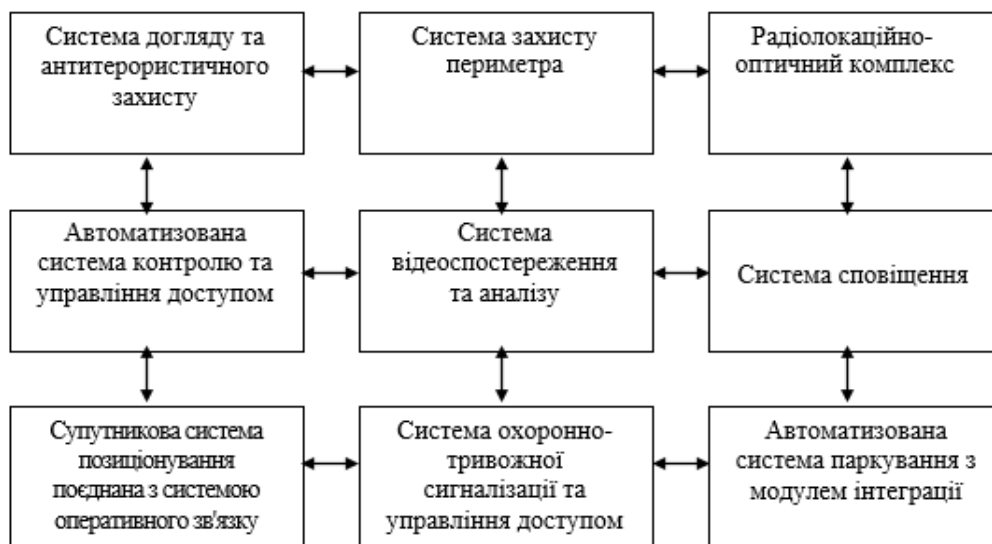 Система догляду та
антитерористичного
захисту
Система захисту
периметра
Радіолокаційно-
оптичний комплекс
Автоматизована
система контролю та
управління доступом
Система
відеоспостереження
та аналізу
Система сповіщення
Супутникова система
позиціонування
поєднана з системою
оперативного зв'язку
Система охоронно-
тривожної
сигналізації та
управління доступом
Автоматизована
система паркування з
модулем інтеграції